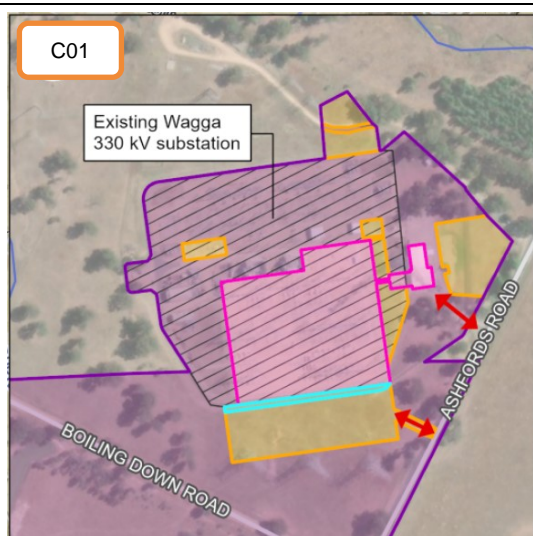 C01
Existing Wagga
330 kV substation
ASHFORDS ROAD
BOILING DOWN ROAD